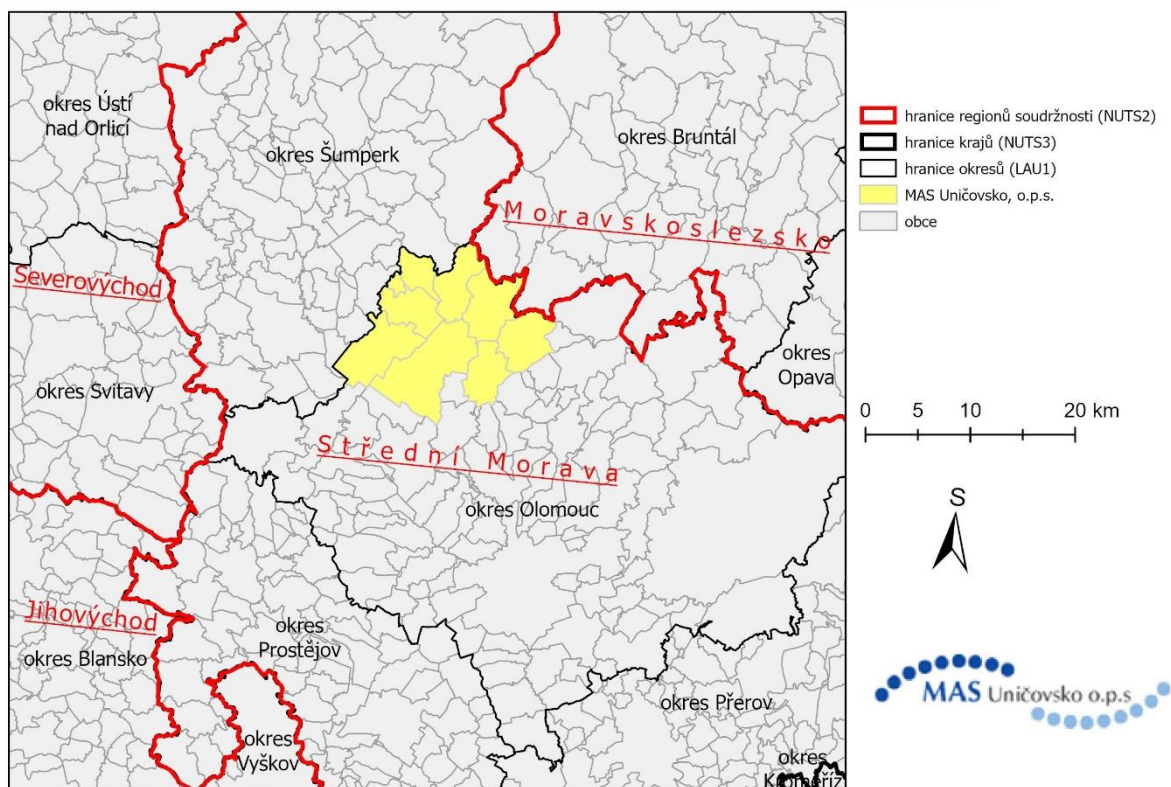 okres Ústí
nad Orlicí
okres Šumperk
okres Bruntál
Moravskoslezsko
Severovýchod
okres Svitavy
okres
Opava
Střední Morava
okres Olomouc
Jihovýchod
okres Blansko
okres
Prostějov
okres Přerov
okres
Vyškov
okres
Kroměříž
hranice regionů soudržnosti (NUTS2)
hranice krajů (NUTS3)
hranice okresů (LAU1)
MAS Uničovsko, o.p.s.
obce
0 5 10 20 km
S
MAS Uničovsko o.p.s